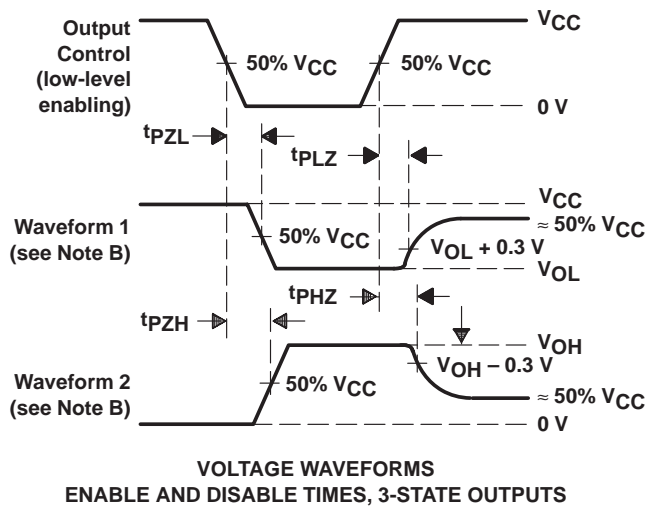 Output
Control
(low-level
enabling)
50% VCC
50% VCC
VCC
0 V
tPZL
tPLZ
Waveform 1
(see Note B)
50% VCC
VCC
≈ 50% VCC
VOL + 0.3 V
VOL
tPHZ
tPZH
Waveform 2
(see Note B)
50% VCC
VOH
VOH – 0.3 V
≈ 50% VCC
0 V
VOLTAGE WAVEFORMS
ENABLE AND DISABLE TIMES, 3-STATE OUTPUTS